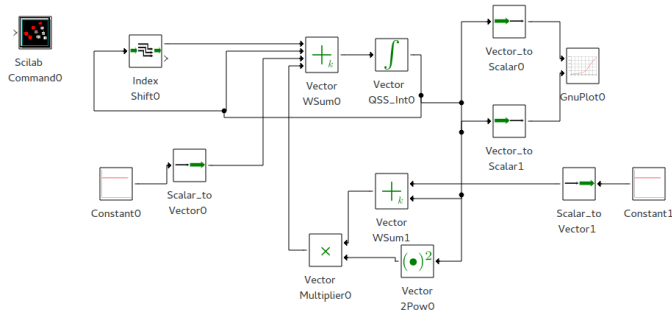 Scilab
Command0
Index
Shift0
+k
Vector
WSum0
∫
Vector
QSS_Int0
Vector_to
Scalar0
GnuPlot0
Vector_to
Scalar1
Constant0
Scalar_to
Vector0
+k
Vector
WSum1
Scalar_to
Vector1
Constant1
×
Vector
Multiplier0
(•)2
Vector
2Pow0